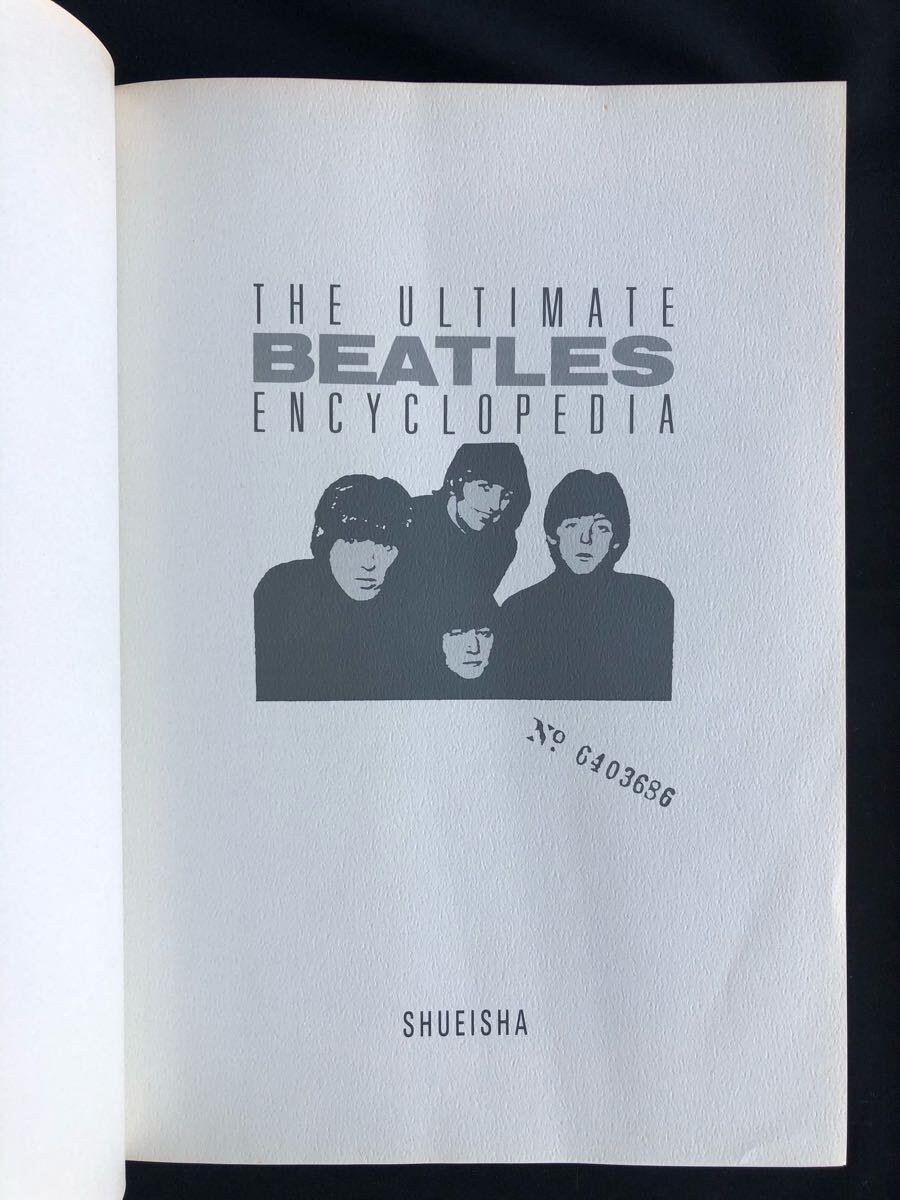 THE ULTIMATE
BEATLES
ENCYCLOPEDIA
No 6403686
SHUEISHA